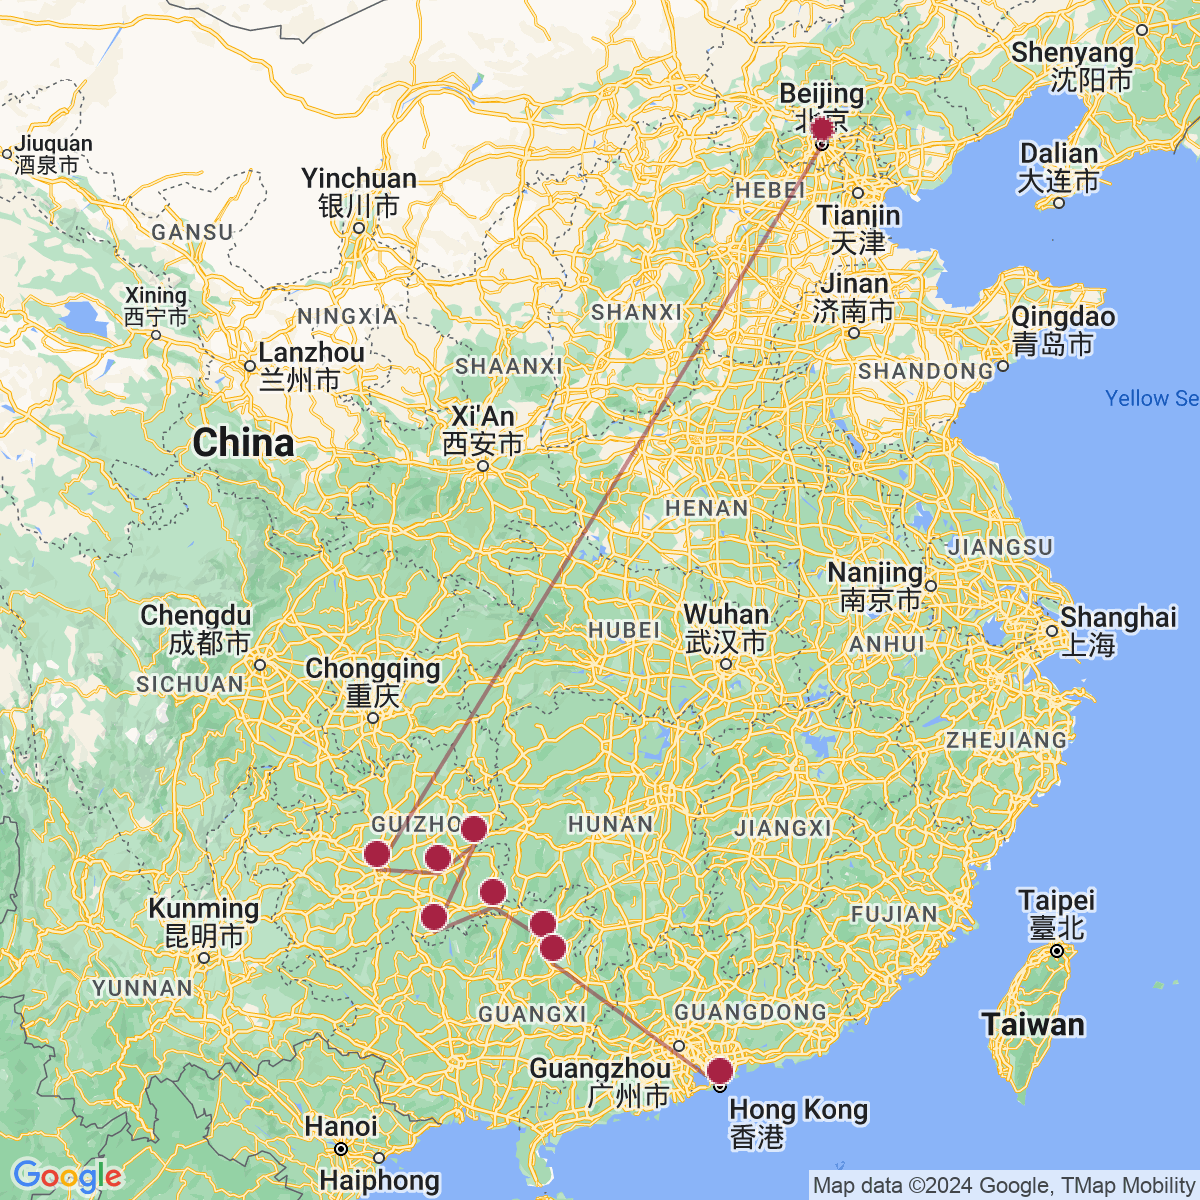 Shenyang
沈阳市
Beijing
北京
Jiuquan
酒泉市
Dalian
大连市
Yinchuan
银川市
HEBEI
Tianjin
天津
GANSU
Xining
西宁市
NINGXIA
SHANXI
Jinan
济南市
Qingdao
青岛市
Lanzhou
兰州市
SHAANXI
SHANDONG
Yellow Se
Xi'An
西安市
China
HENAN
JIANGSU
Nanjing
南京市
Chengdu
成都市
HUBEI
Wuhan
武汉市
Shanghai
上海
ANHUI
Chongqing
重庆
SICHUAN
ZHEJIANG
GUIZHO
HUNAN
JIANGXI
Kunming
昆明市
FUJIAN
Taipei
臺北
YUNNAN
GUANGXI
GUANGDONG
Taiwan
Guangzhou
广州市
Hong Kong
香港
Hanoi
Haiphong
Google
Map data ©2024 Google, TMap Mobility